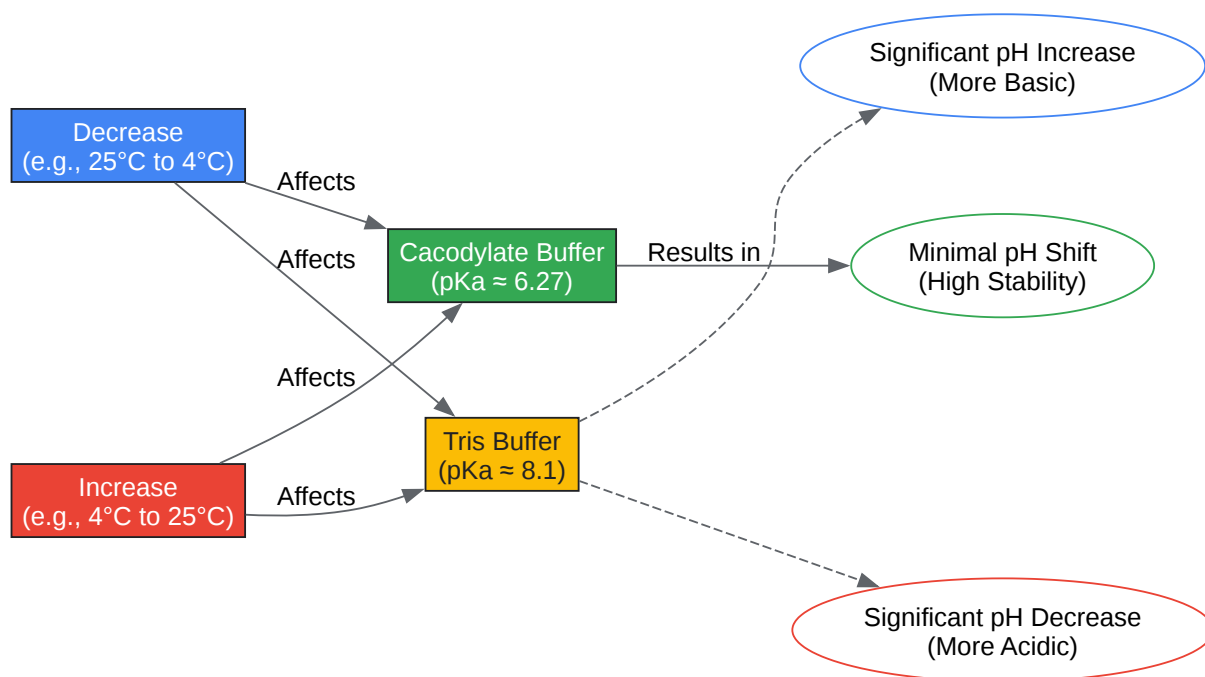 Significant pH Increase
(More Basic)
Decrease
(e.g., 25°C to 4°C)
Affects
Affects
Cacodylate Buffer
(pKa ≈ 6.27)
Results in
Minimal pH Shift
(High Stability)
Affects
Tris Buffer
(pKa ≈ 8.1)
Increase
(e.g., 4°C to 25°C)
Affects
Significant pH Decrease
(More Acidic)